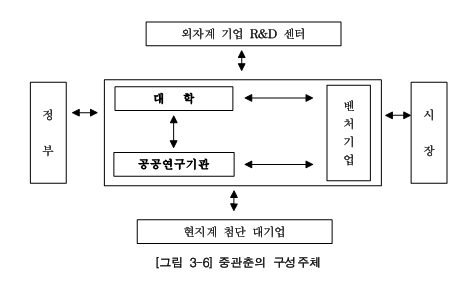 외자계 기업 R&D 센터
정부
대 학
공공연구기관
벤처기업
시장
현지계 첨단 대기업
[그림 3-6] 중관춘의 구성주체